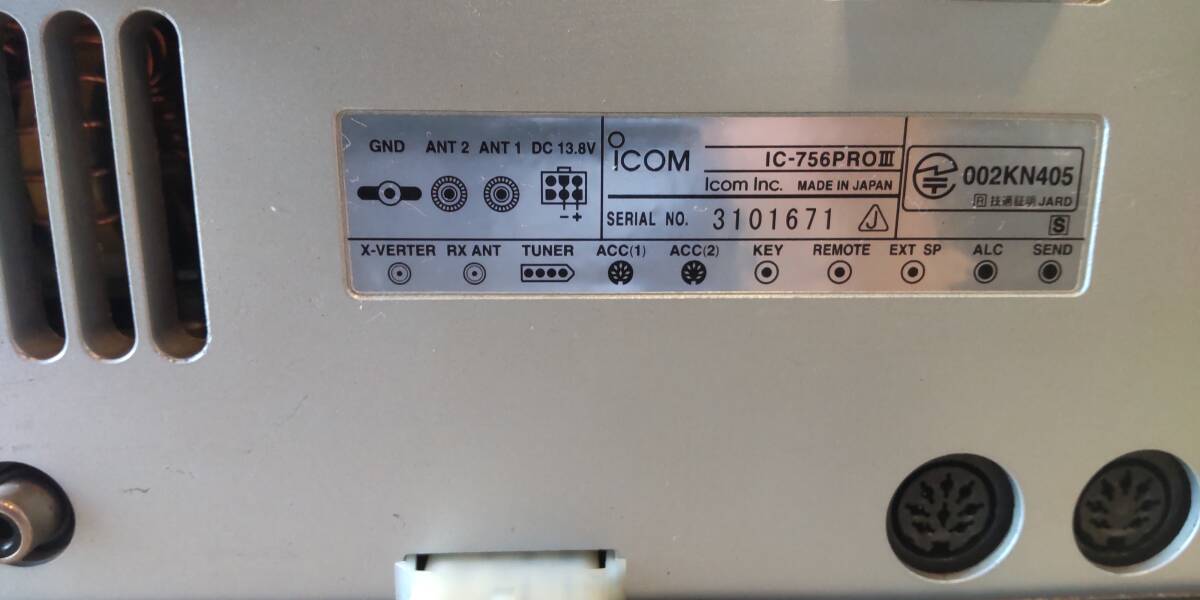 GND ANT 2 ANT 1 DC 13.8V
− +
ICOM
IC-756PROIII
Icom Inc. MADE IN JAPAN
SERIAL NO. 3101671 J
002KN405
R 技適証明 JARD
S
X-VERTER RX ANT TUNER ACC(1) ACC(2) KEY REMOTE EXT SP ALC SEND